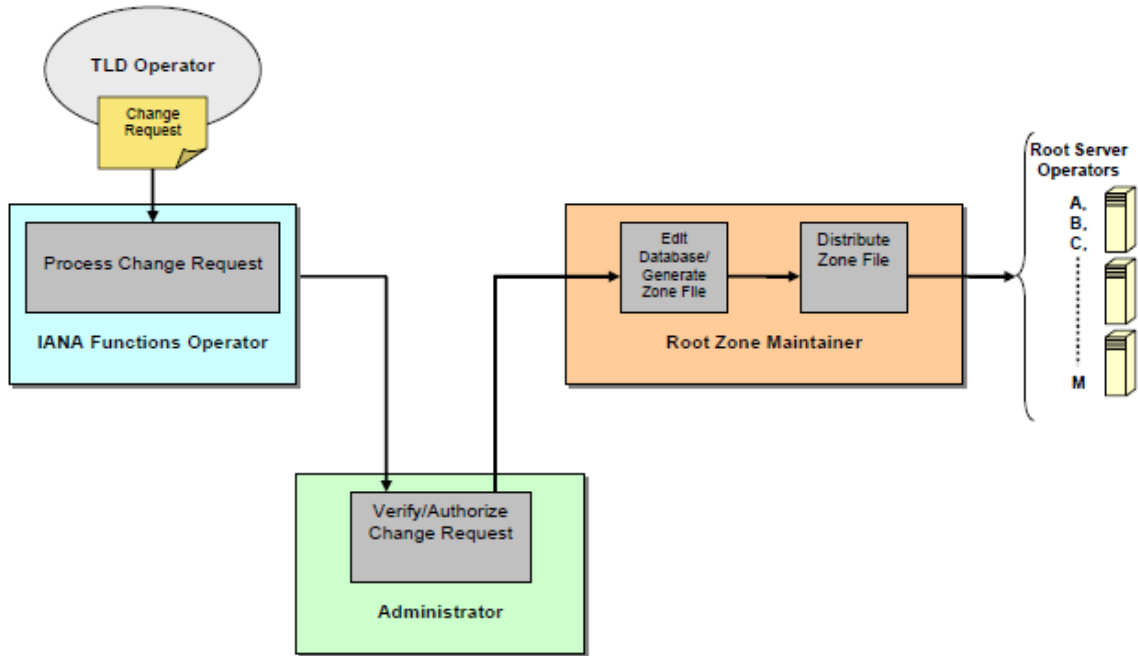 TLD Operator
Change
Request
Process Change Request
IANA Functions Operator
Verify/Authorize
Change Request
Administrator
Edit
Database/
Generate
Zone File
Distribute
Zone File
Root Zone Maintainer
Root Server
Operators
A,
B,
C,
M